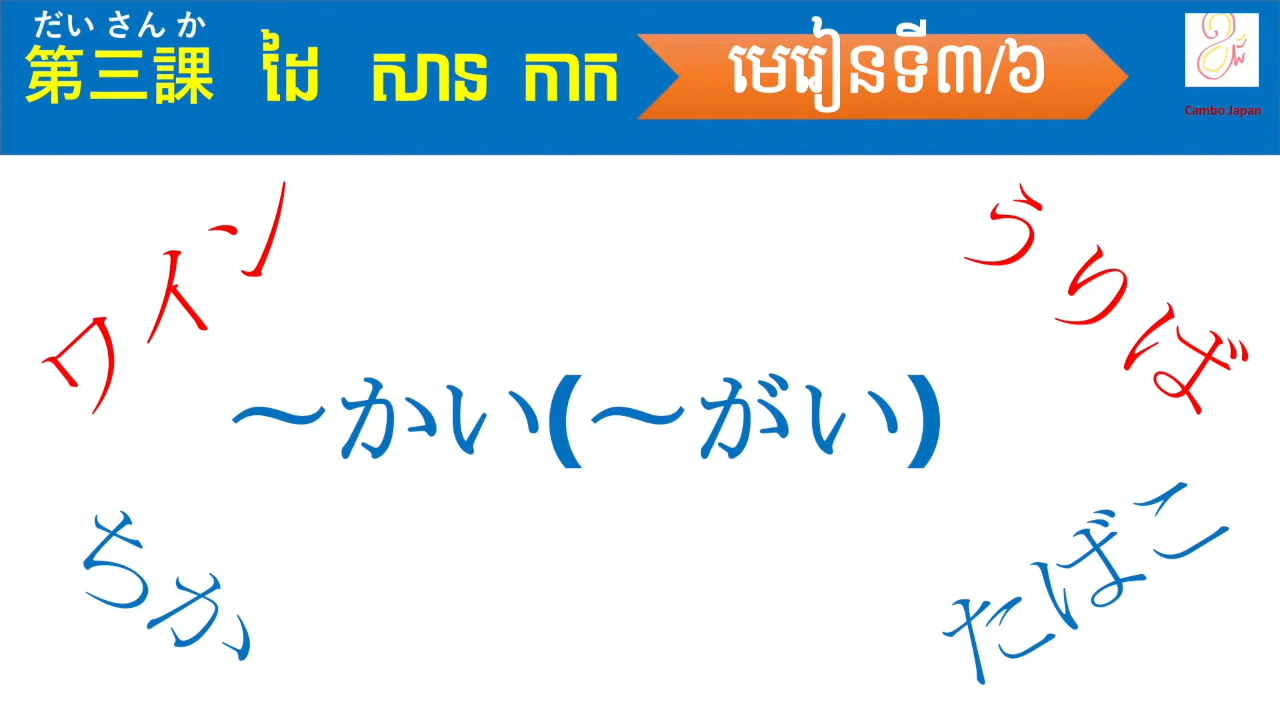 だい さん か
第三課 ដៃ សាន កាក មេរៀនទី៣/៦
Cambo Japan
ワイン
うりば
～かい(～がい)
ちか
たばこ